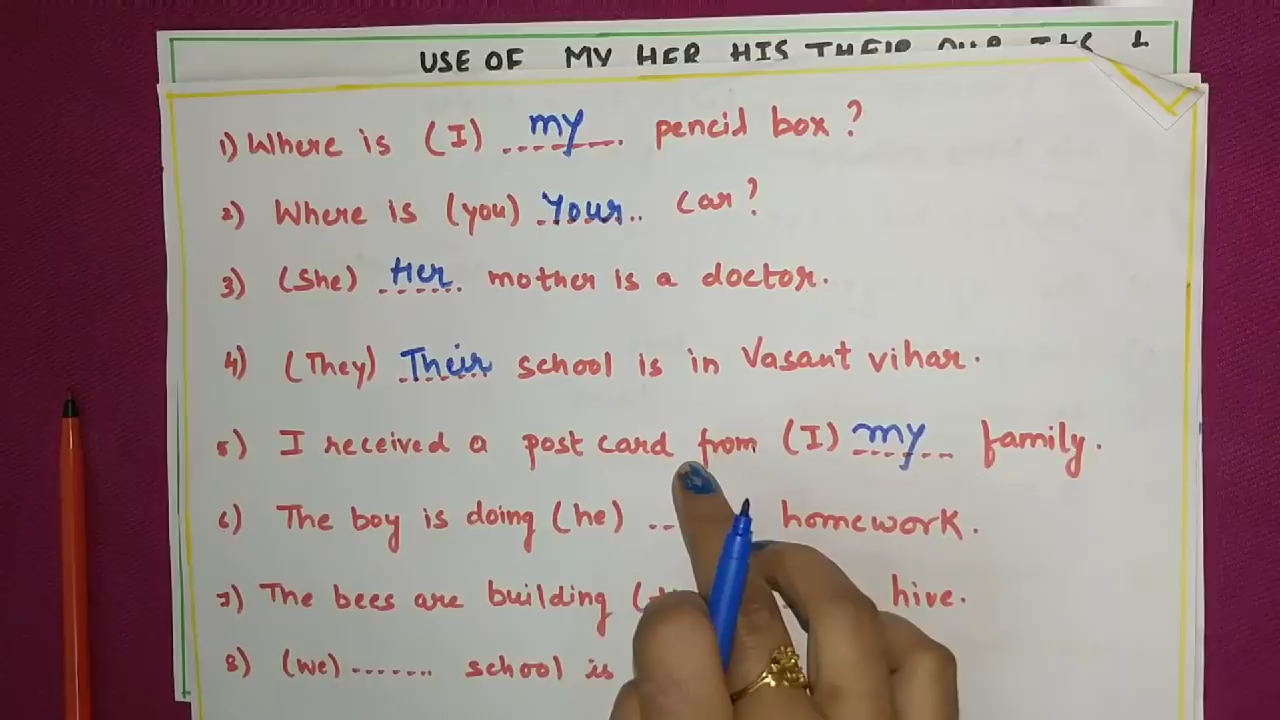 USE OF MY HER HIS THEIR
1) Where is (I) my pencil box?
2) Where is (you) Your.. car?
3) (She) Her mother is a doctor.
4) (They) Their school is in Vasant vihar.
5) I received a post card from (I) my family.
6) The boy is doing (he) .. homework.
7) The bees are building hive.
8) (we) ....... school is